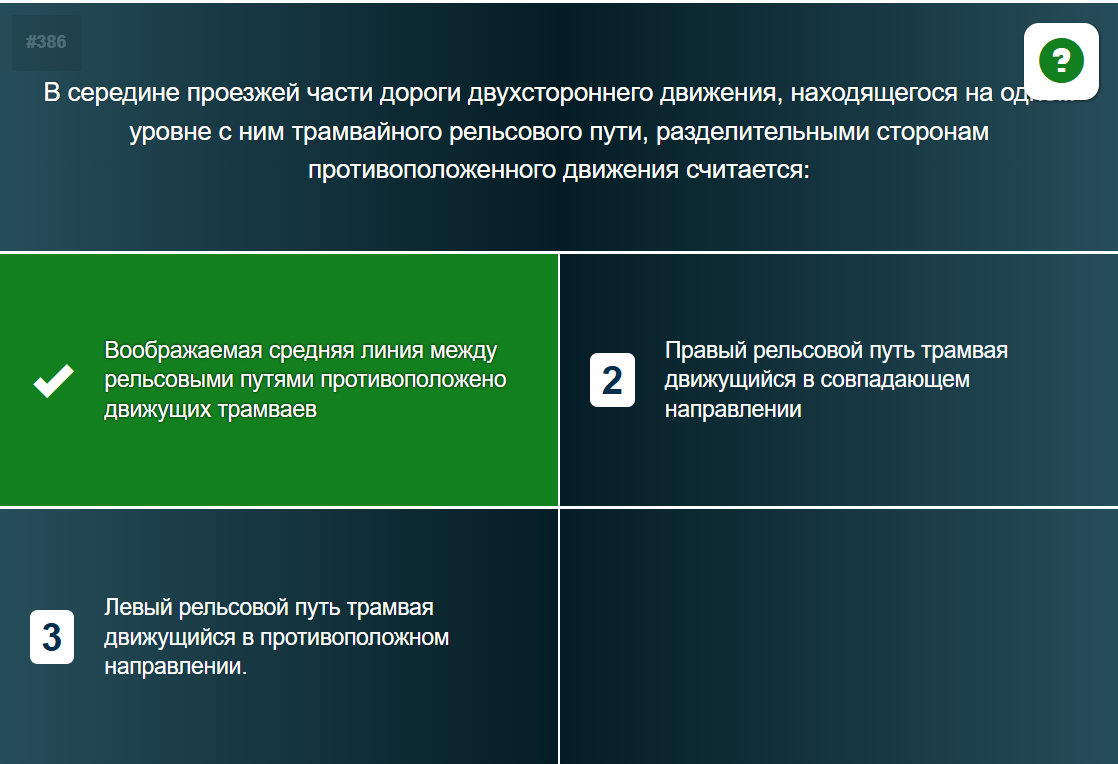 #386
?
В середине проезжей части дороги двухстороннего движения, находящегося на
уровне с ним трамвайного рельсового пути, разделительными сторонам
противоположенного движения считается:
Воображаемая средняя линия между
рельсовыми путями противоположено
движущих трамваев
2
Правый рельсовой путь трамвая
движущийся в совпадающем
направлении
3
Левый рельсовой путь трамвая
движущийся в противоположном
направлении.